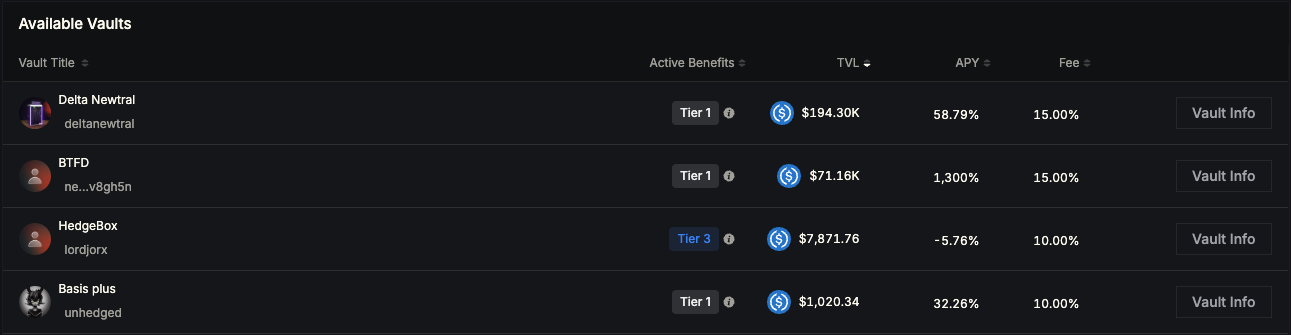 Available Vaults
Vault Title Active Benefits TVL APY Fee
Delta Newtral Tier 1 $194.30K 58.79% 15.00% Vault Info
deltanewtral
BTFD Tier 1 $71.16K 1,300% 15.00% Vault Info
ne...v8gh5n
HedgeBox Tier 3 $7,871.76 -5.76% 10.00% Vault Info
lordjorx
Basis plus Tier 1 $1,020.34 32.26% 10.00% Vault Info
unhedged